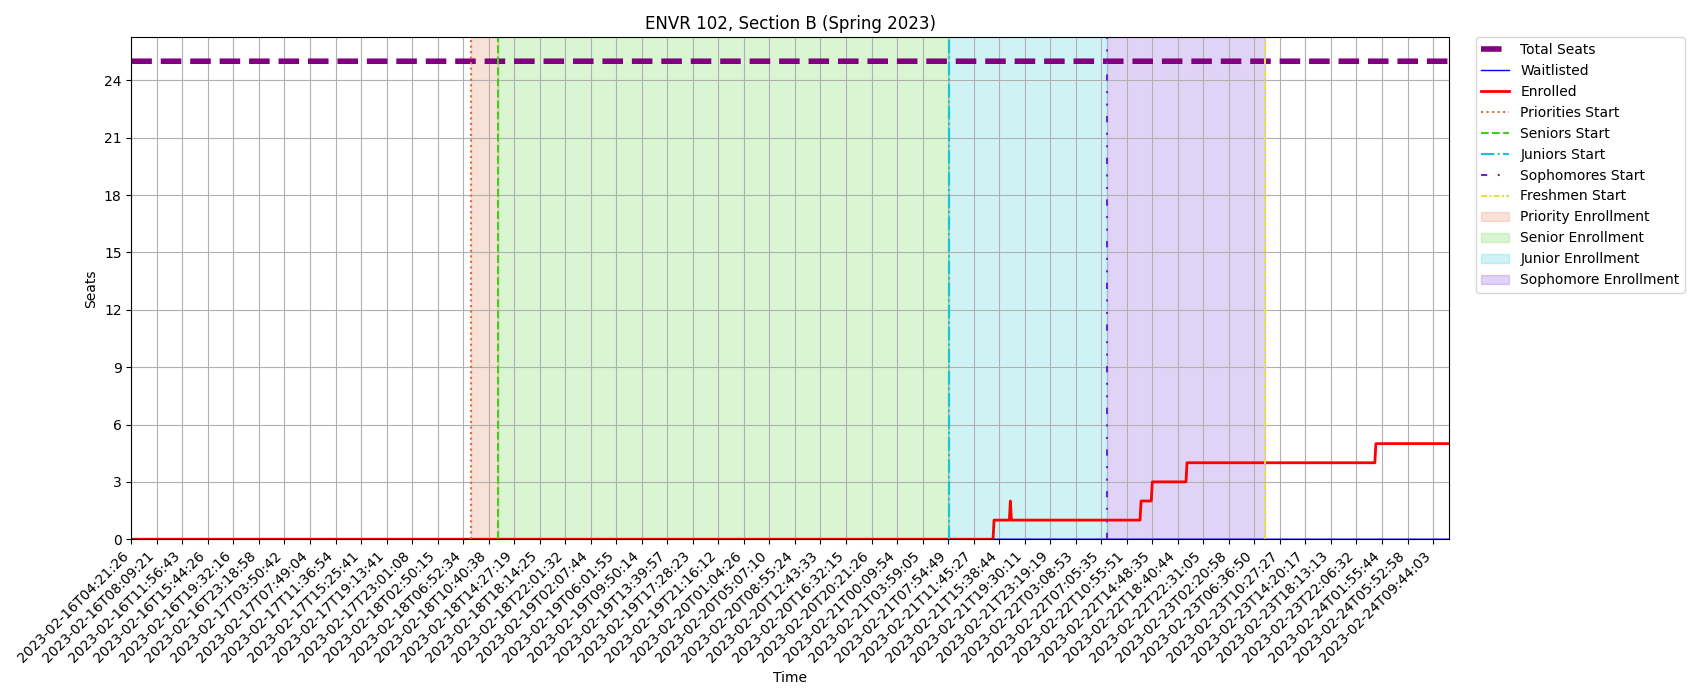 ENVR 102, Section B (Spring 2023)
Total Seats
Waitlisted
Enrolled
Priorities Start
Seniors Start
Juniors Start
Sophomores Start
Freshmen Start
Priority Enrollment
Senior Enrollment
Junior Enrollment
Sophomore Enrollment
Seats
24
21
18
15
12
9
6
3
0
2023-02-16T04:21:26
2023-02-16T08:09:21
2023-02-16T11:56:43
2023-02-16T15:44:26
2023-02-16T19:32:16
2023-02-16T23:18:58
2023-02-17T03:50:42
2023-02-17T07:49:04
2023-02-17T11:36:54
2023-02-17T15:25:41
2023-02-17T19:13:41
2023-02-17T23:01:08
2023-02-18T02:50:15
2023-02-18T06:52:34
2023-02-18T10:40:38
2023-02-18T14:27:19
2023-02-18T18:14:25
2023-02-18T22:01:32
2023-02-19T02:07:44
2023-02-19T06:01:55
2023-02-19T09:50:14
2023-02-19T13:39:57
2023-02-19T17:28:23
2023-02-19T21:16:12
2023-02-20T01:04:26
2023-02-20T05:07:10
2023-02-20T08:55:24
2023-02-20T12:43:33
2023-02-20T16:32:15
2023-02-20T20:21:26
2023-02-21T00:09:54
2023-02-21T03:59:05
2023-02-21T07:54:49
2023-02-21T11:45:27
2023-02-21T15:38:44
2023-02-21T19:30:11
2023-02-21T23:19:19
2023-02-22T03:08:53
2023-02-22T07:05:35
2023-02-22T10:55:51
2023-02-22T14:48:35
2023-02-22T18:40:44
2023-02-22T22:31:05
2023-02-23T02:20:58
2023-02-23T06:36:50
2023-02-23T10:27:27
2023-02-23T14:20:17
2023-02-23T18:13:13
2023-02-23T22:06:32
2023-02-24T01:55:44
2023-02-24T05:52:58
2023-02-24T09:44:03
Time